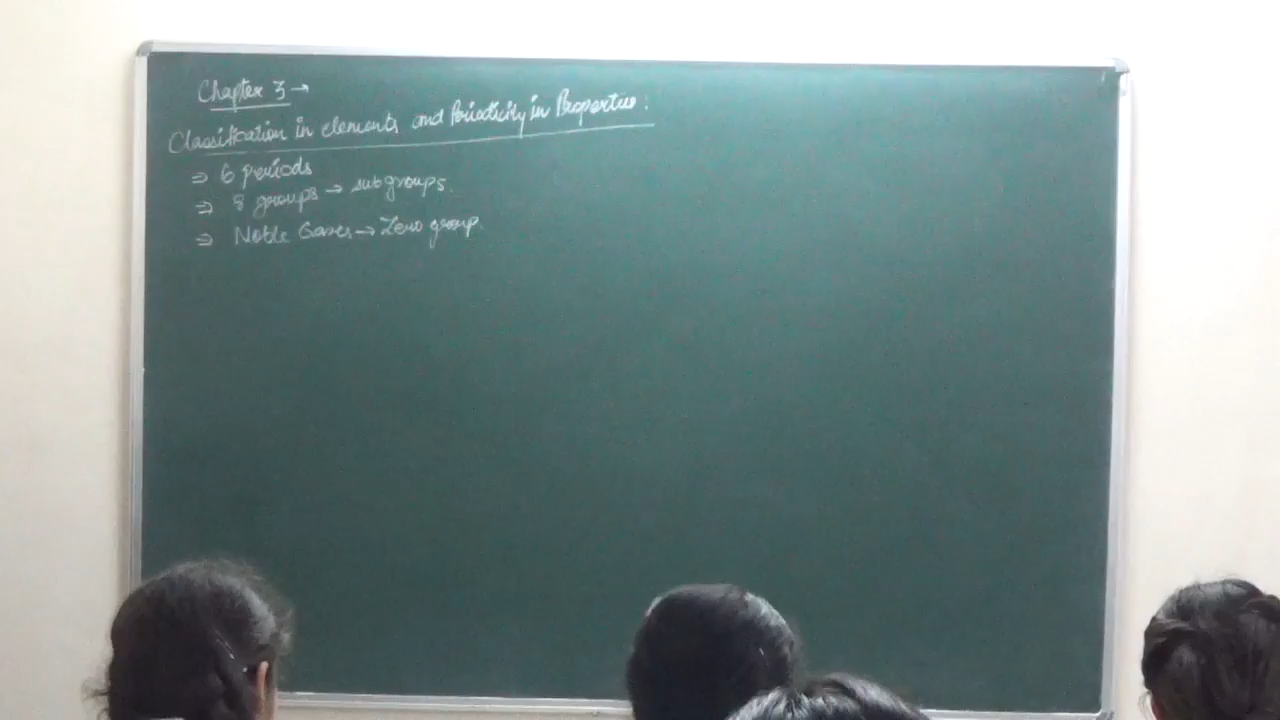 Chapter 3 →
Classification in elements and Periodicity in Properties :
⇒ 6 periods
⇒ 8 groups → subgroups.
⇒ Noble Gases → Zero group.